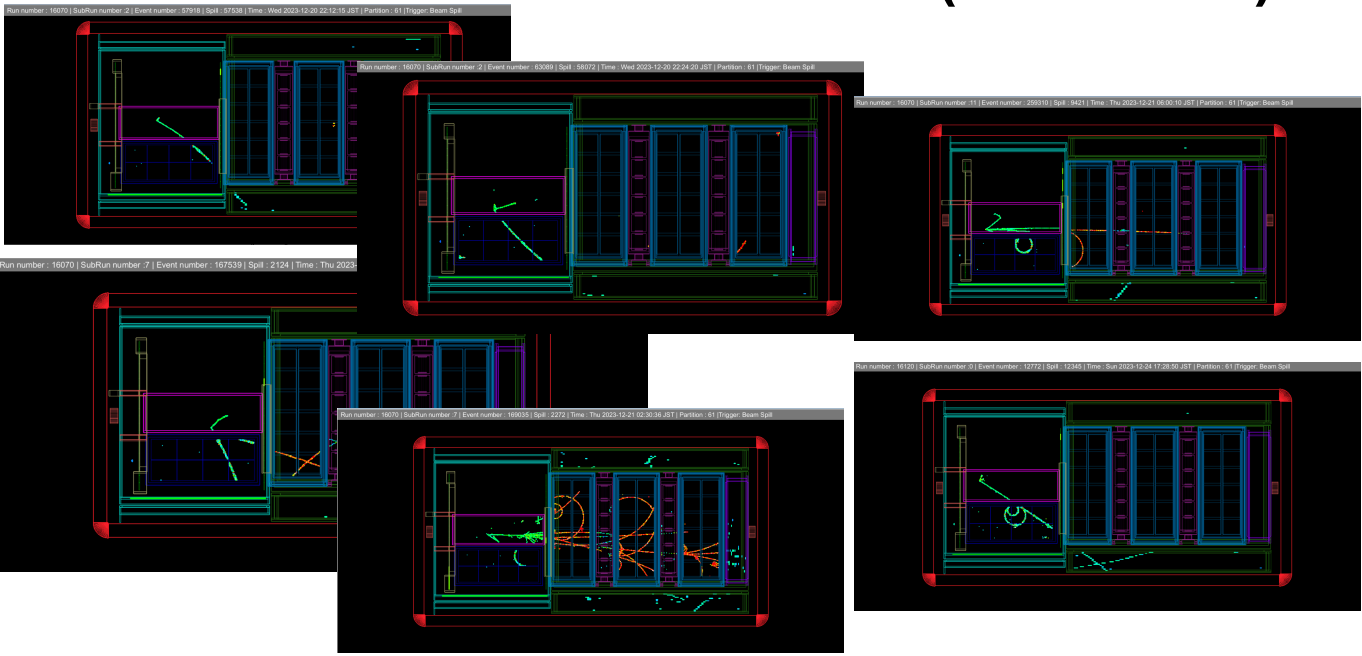 Run number : 16070 | SubRun number :2 | Event number : 57918 | Spill : 57538 | Time : Wed 2023-12-20 22:12:15 JST | Partition : 61 |Trigger: Beam Spill
Run number : 16070 | SubRun number :2 | Event number : 63089 | Spill : 58072 | Time : Wed 2023-12-20 22:24:20 JST | Partition : 61 |Trigger: Beam Spill
Run number : 16070 | SubRun number :11 | Event number : 259310 | Spill : 9421 | Time : Thu 2023-12-21 06:00:10 JST | Partition : 61 |Trigger: Beam Spill
Run number : 16070 | SubRun number :7 | Event number : 167539 | Spill : 2124 | Time : Thu 2023-
Run number : 16120 | SubRun number :0 | Event number : 12772 | Spill : 12345 | Time : Sun 2023-12-24 17:28:50 JST | Partition : 61 |Trigger: Beam Spill
Run number : 16070 | SubRun number :7 | Event number : 169035 | Spill : 2272 | Time : Thu 2023-12-21 02:30:36 JST | Partition : 61 |Trigger: Beam Spill